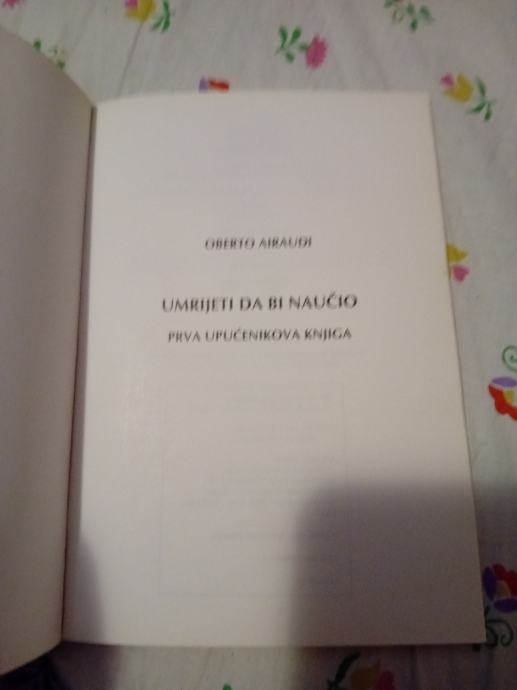 OBERTO AIRAUDI
UMRIJETI DA BI NAUČIO
PRVA UPUĆENIKOVA KNJIGA